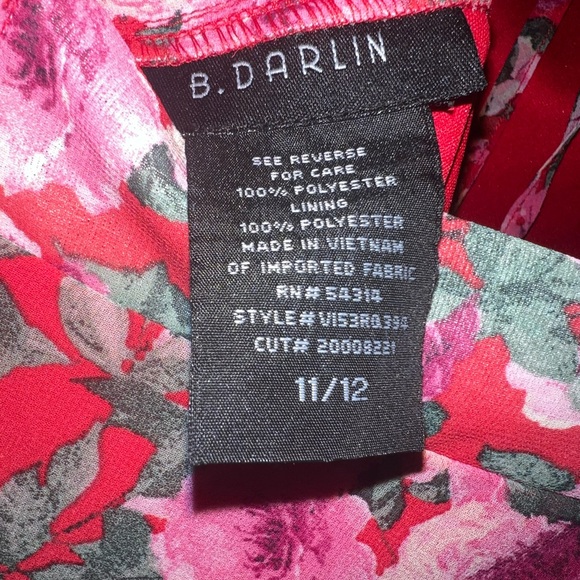 B. DARLIN
SEE REVERSE
FOR CARE
100% POLYESTER
LINING
100% POLYESTER
MADE IN VIETNAM
OF IMPORTED FABRIC
RN# 54314
STYLE# V153R8334
CUT# 20008221
11/12